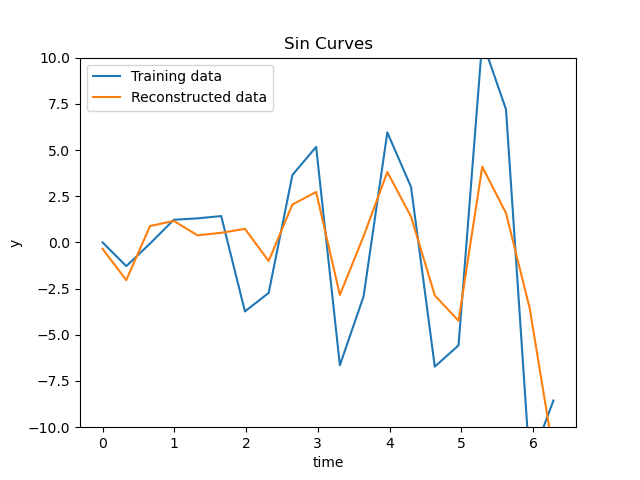 Sin Curves
Training data
Reconstructed data
10.0
7.5
5.0
2.5
0.0
−2.5
−5.0
−7.5
−10.0
y
0 1 2 3 4 5 6
time